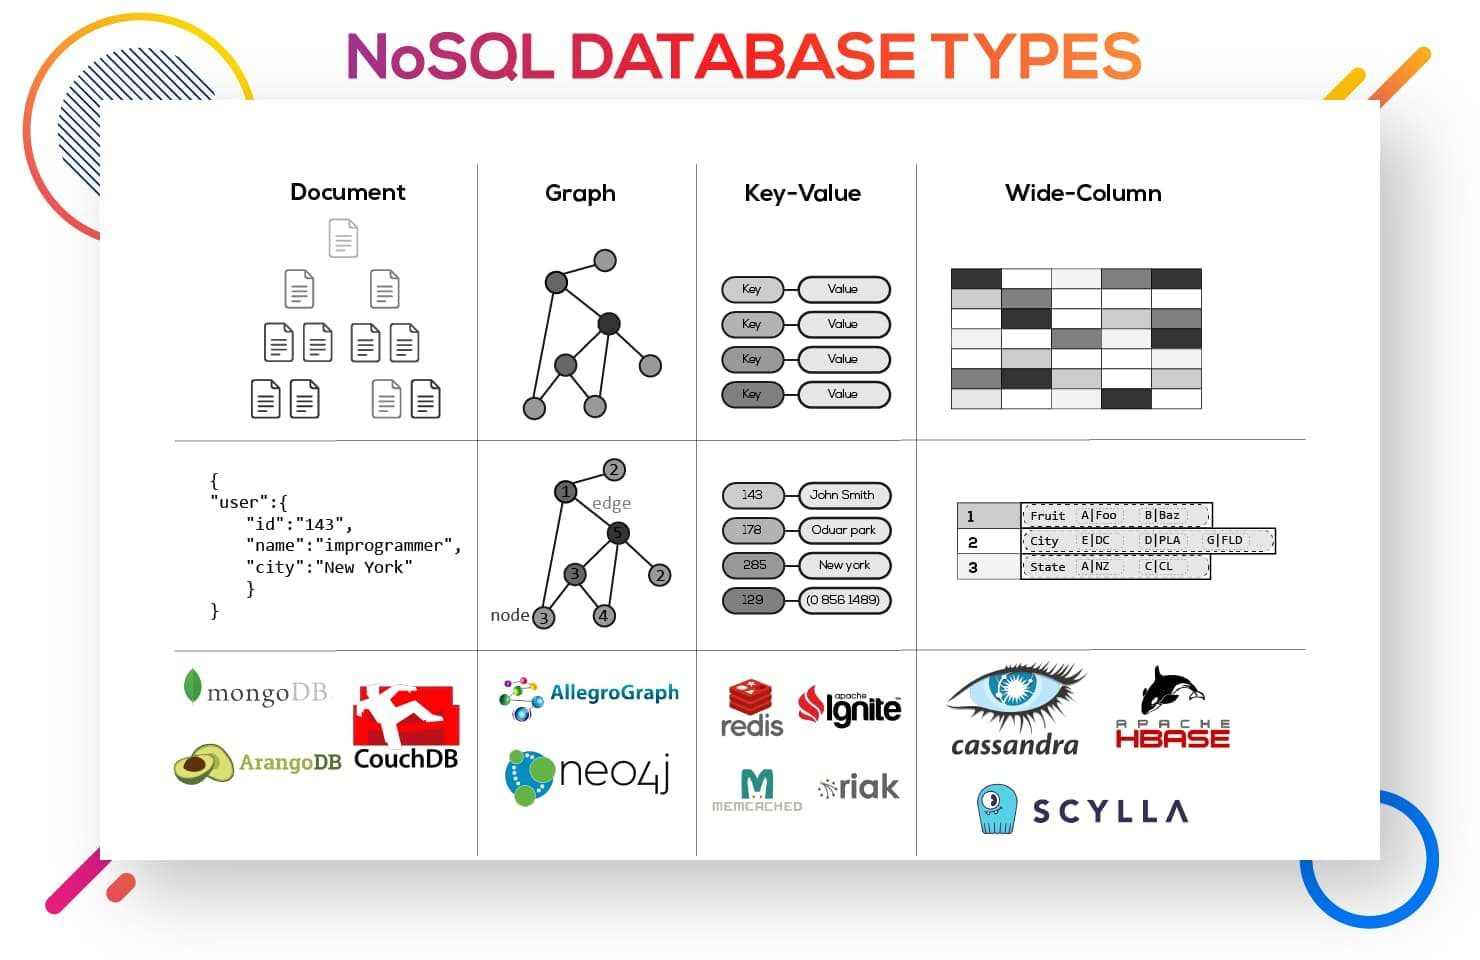 NoSQL DATABASE TYPES
Document
Graph
Key-Value
Wide-Column
Key Value
Key Value
Key Value
Key Value
{
"user":{
"id":"143",
"name":"improgrammer",
"city":"New York"
}
}
2
1
edge
5
3
2
node
3
4
143 John Smith
178 Oduar park
285 New york
129 (0 856 1489)
1 Fruit A|Foo B|Baz
2 City E|DC D|PLA G|FLD
3 State A|NZ C|CL
mongoDB
CouchDB
ArangoDB
AllegroGraph
neo4j
redis
apache
Ignite™
MEMCACHED
riak
cassandra
APACHE
HBASE
SCYLLA